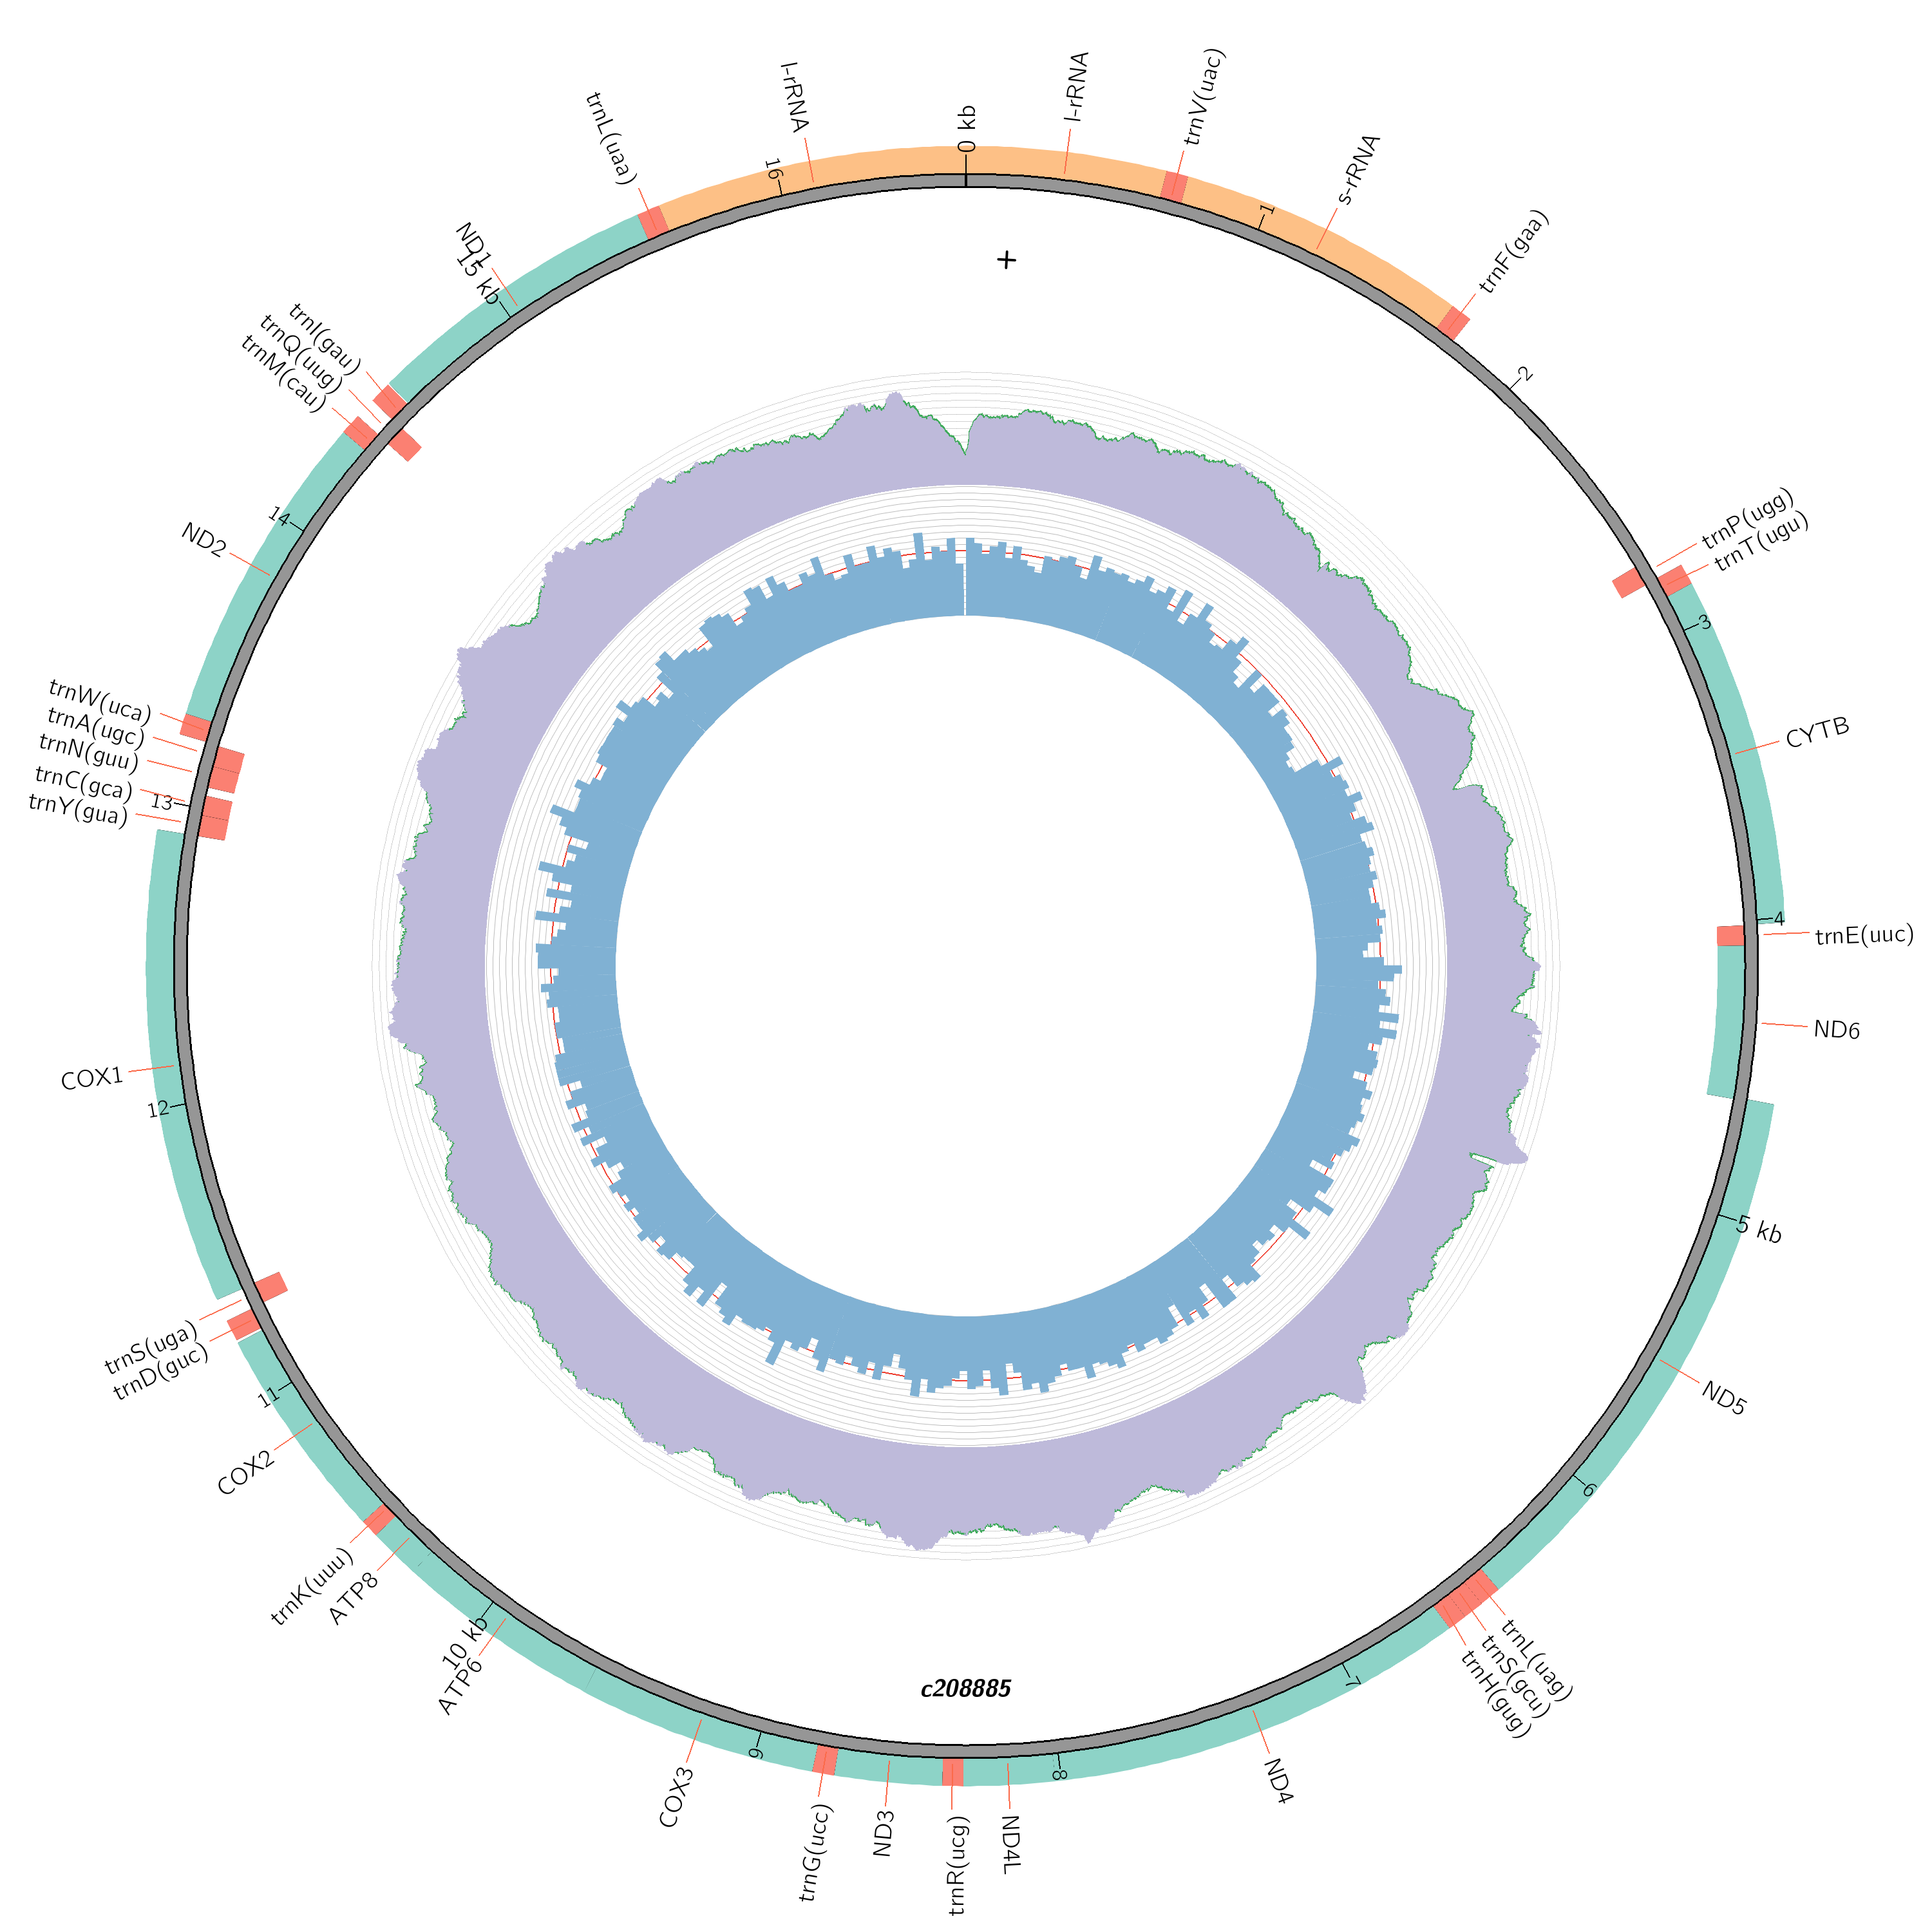 0 kb
l-rRNA
trnV(uac)
1
s-rRNA
trnF(gaa)
2
trnP(ugg)
trnT(ugu)
3
CYTB
4
trnE(uuc)
ND6
5 kb
ND5
6
trnL(uag)
trnS(gcu)
trnH(gug)
7
ND4
8
ND4L
trnR(ucg)
ND3
trnG(ucc)
9
COX3
ATP6
10 kb
ATP8
trnK(uuu)
COX2
11
trnD(guc)
trnS(uga)
12
COX1
trnY(gua)
13
trnC(gca)
trnN(guu)
trnA(ugc)
trnW(uca)
ND2
14
trnM(cau)
trnQ(uug)
trnI(gau)
15 kb
ND1
trnL(uaa)
16
l-rRNA
+
c208885